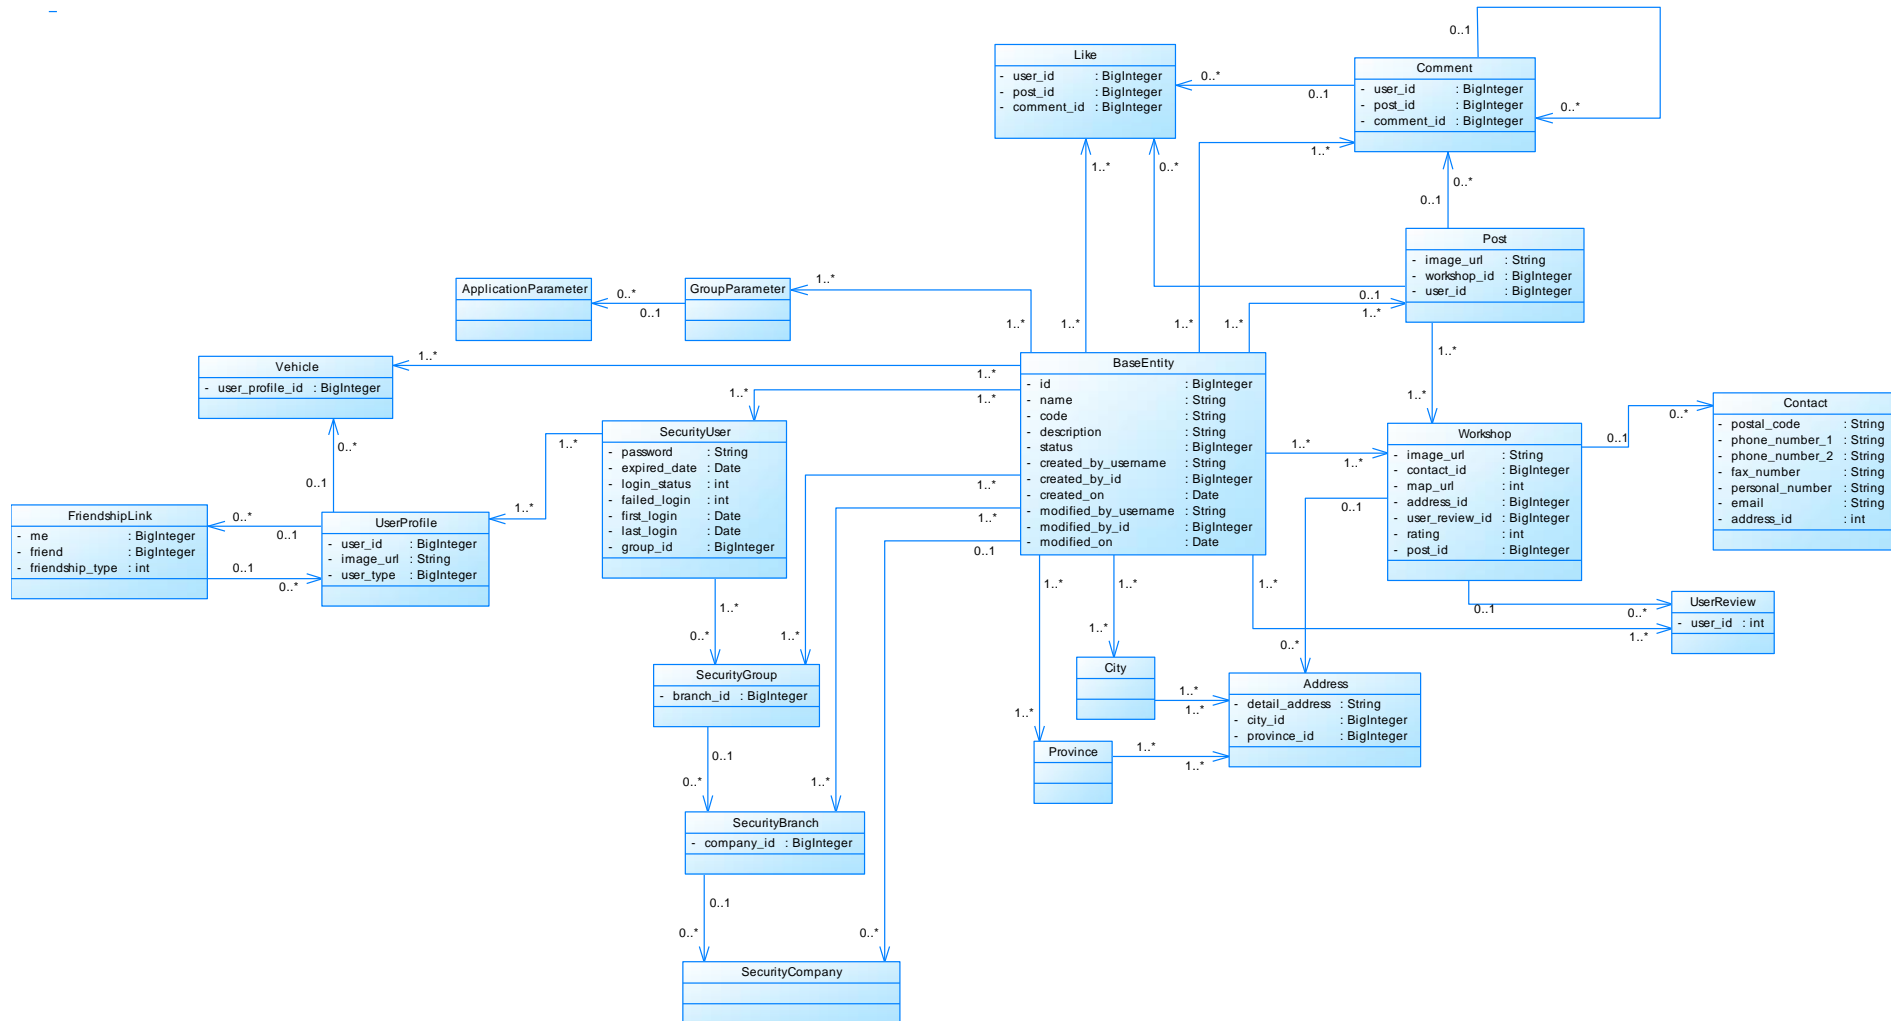 Like
- user_id : BigInteger
- post_id : BigInteger
- comment_id : BigInteger
Comment
- user_id : BigInteger
- post_id : BigInteger
- comment_id : BigInteger
0..1
0..*
0..*
0..1
1..*
0..*
1..*
0..*
0..1
Post
- image_url : String
- workshop_id : BigInteger
- user_id : BigInteger
0..1
1..*
1..*
ApplicationParameter
GroupParameter
0..*
0..1
1..*
1..*
1..*
1..*
1..*
Vehicle
- user_profile_id : BigInteger
1..*
1..*
BaseEntity
- id : BigInteger
- name : String
- code : String
- description : String
- status : BigInteger
- created_by_username : String
- created_by_id : BigInteger
- created_on : Date
- modified_by_username : String
- modified_by_id : BigInteger
- modified_on : Date
1..*
1..*
SecurityUser
- password : String
- expired_date : Date
- login_status : int
- failed_login : int
- first_login : Date
- last_login : Date
- group_id : BigInteger
1..*
1..*
Workshop
- image_url : String
- contact_id : BigInteger
- map_url : int
- address_id : BigInteger
- user_review_id : BigInteger
- rating : int
- post_id : BigInteger
1..*
1..*
1..*
0..1
0..*
Contact
- postal_code : String
- phone_number_1 : String
- phone_number_2 : String
- fax_number : String
- personal_number : String
- email : String
- address_id : int
0..*
0..1
FriendshipLink
- me : BigInteger
- friend : BigInteger
- friendship_type : int
0..*
0..1
0..1
0..*
UserProfile
- user_id : BigInteger
- image_url : String
- user_type : BigInteger
1..*
1..*
0..1
0..1
1..*
1..*
1..*
0..1
0..*
1..*
UserReview
- user_id : int
1..*
0..*
1..*
1..*
0..*
SecurityGroup
- branch_id : BigInteger
City
1..*
1..*
Address
- detail_address : String
- city_id : BigInteger
- province_id : BigInteger
1..*
Province
1..*
1..*
0..1
0..*
1..*
SecurityBranch
- company_id : BigInteger
0..1
0..*
0..*
SecurityCompany